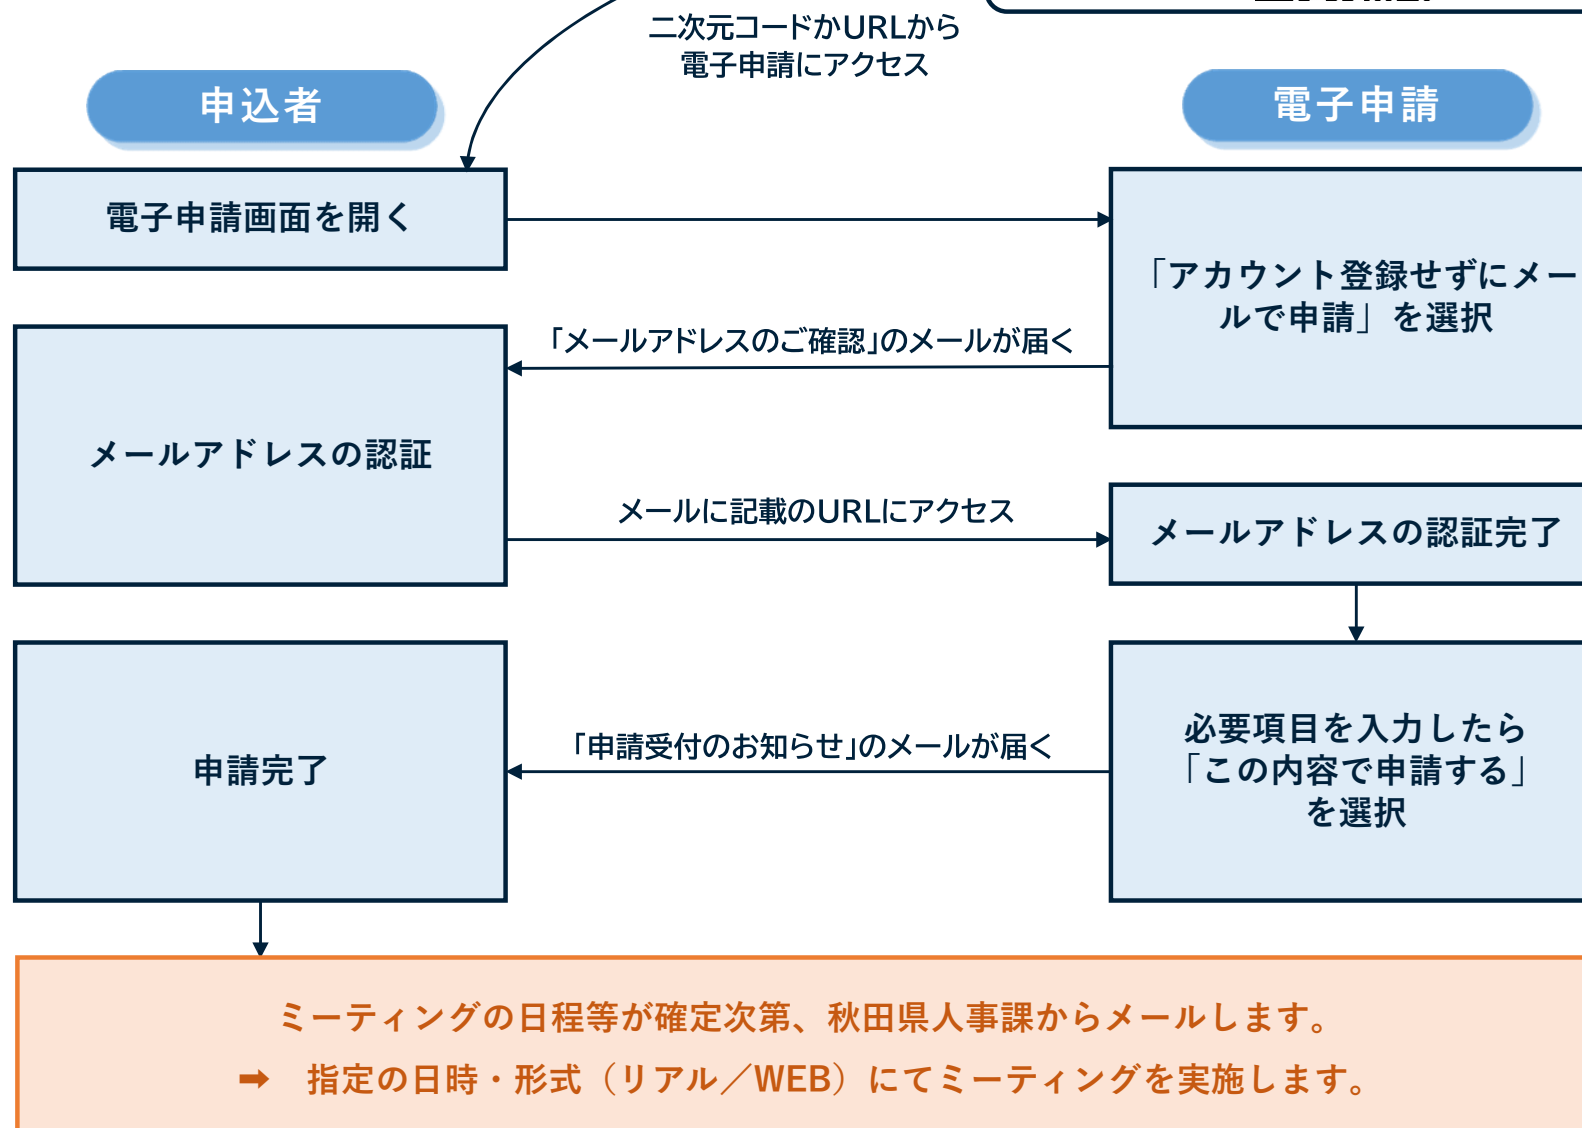 二次元コードかURLから
電子申請にアクセス
申込者
電子申請
電子申請画面を開く
「アカウント登録せずにメー
ルで申請」を選択
「メールアドレスのご確認」のメールが届く
メールアドレスの認証
メールに記載のURLにアクセス
メールアドレスの認証完了
必要項目を入力したら
「この内容で申請する」
を選択
「申請受付のお知らせ」のメールが届く
申請完了
ミーティングの日程等が確定次第、秋田県人事課からメールします。
➡ 指定の日時・形式（リアル／WEB）にてミーティングを実施します。